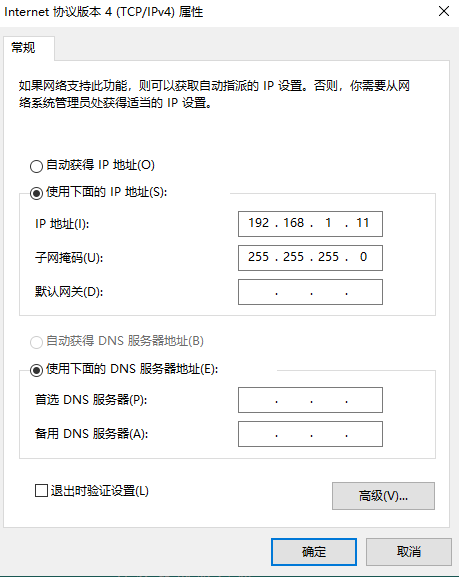 Internet 协议版本 4 (TCP/IPv4) 属性
常规
如果网络支持此功能，则可以获取自动指派的 IP 设置。否则，你需要从网
络系统管理员处获得适当的 IP 设置。
自动获得 IP 地址(O)
使用下面的 IP 地址(S):
IP 地址(I):
192 . 168 . 1 . 11
子网掩码(U):
255 . 255 . 255 . 0
默认网关(D):
. . .
自动获得 DNS 服务器地址(B)
使用下面的 DNS 服务器地址(E):
首选 DNS 服务器(P):
. . .
备用 DNS 服务器(A):
. . .
退出时验证设置(L)
高级(V)...
确定
取消